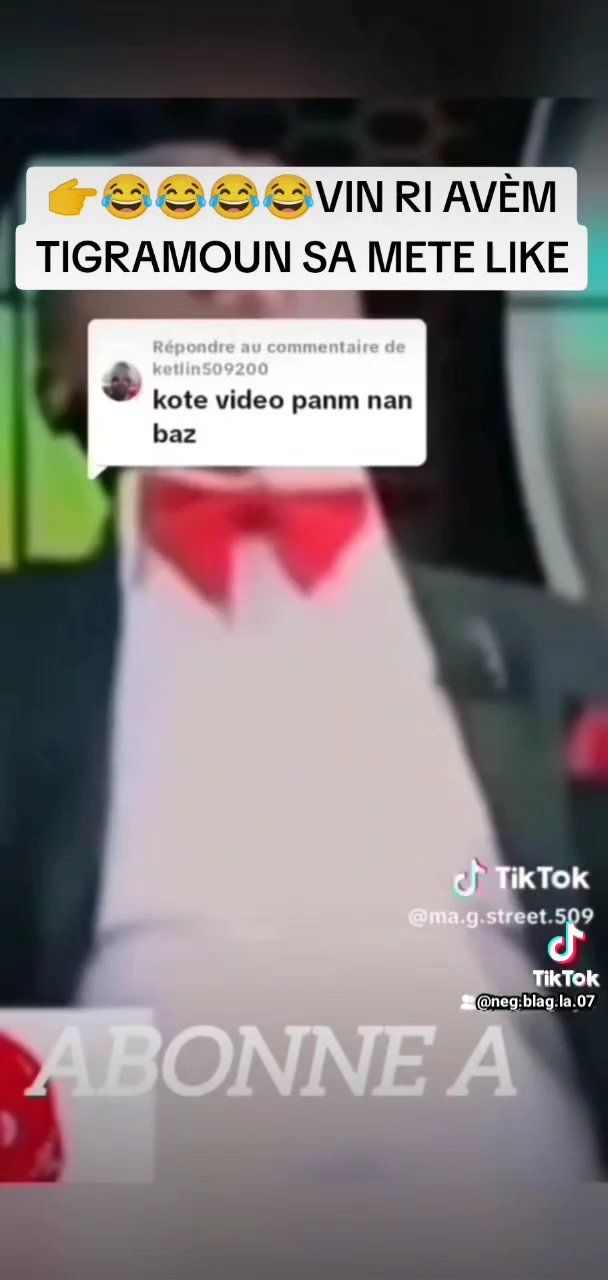 👉😂😂😂😂VIN RI AVÈM
TIGRAMOUN SA METE LIKE
Répondre au commentaire de
ketlin509200
kote video panm nan
baz
TikTok
@ma.g.street.509
TikTok
@neg.blag.la.07
ABONNE A